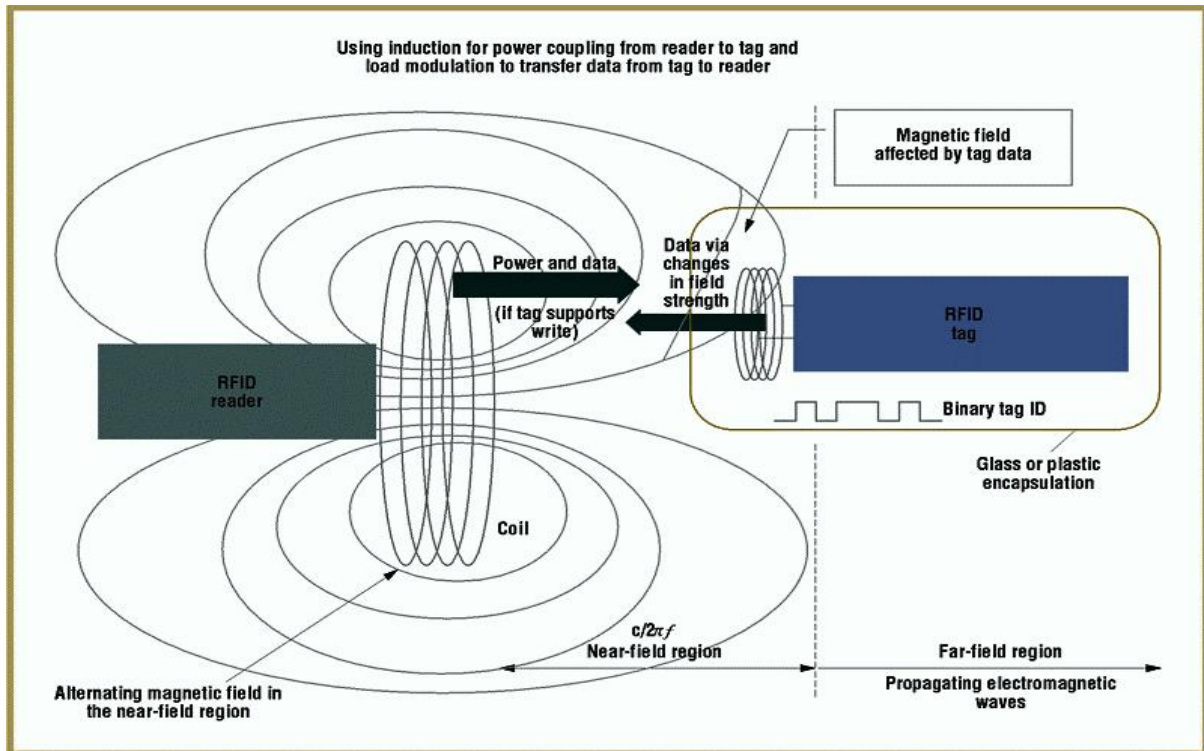 Using induction for power coupling from reader to tag and
load modulation to transfer data from tag to reader
Magnetic field
affected by tag data
Power and data
(if tag supports
write)
Data via
changes
in field
strength
RFID
reader
RFID
tag
Binary tag ID
Glass or plastic
encapsulation
Coil
c/2πf
Near-field region
Far-field region
Propagating electromagnetic
waves
Alternating magnetic field in
the near-field region